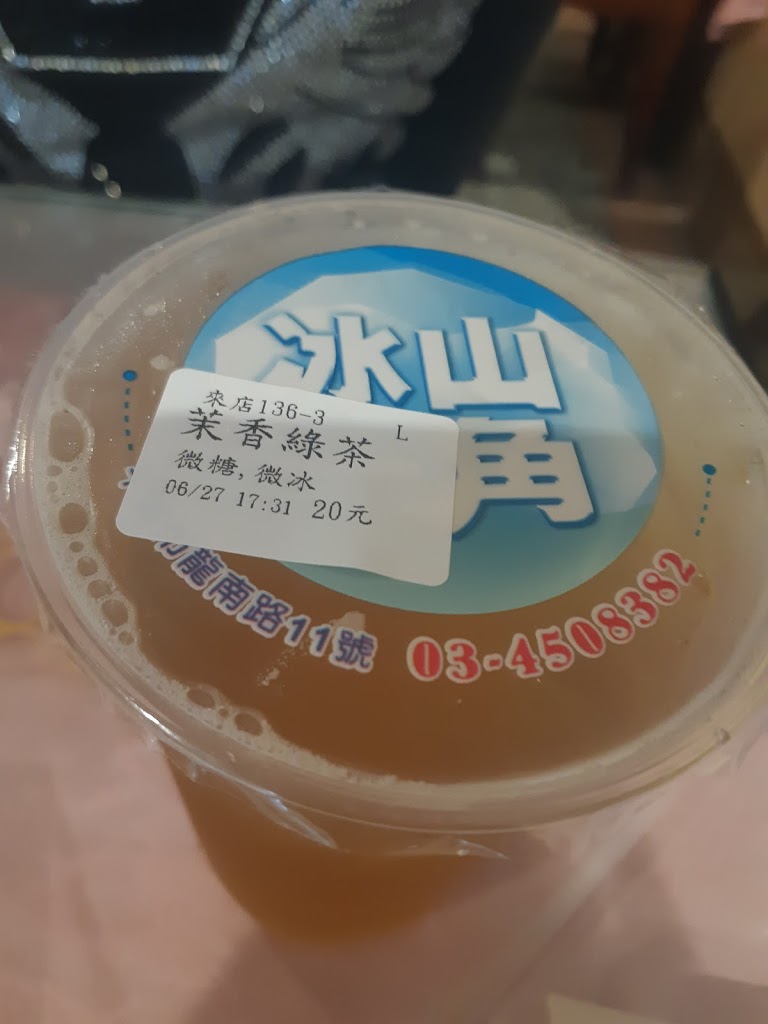 冰山
角
來店136-3
茉香綠茶 L
微糖,微冰
06/27 17:31 20元
龍南路11號
03-4508382